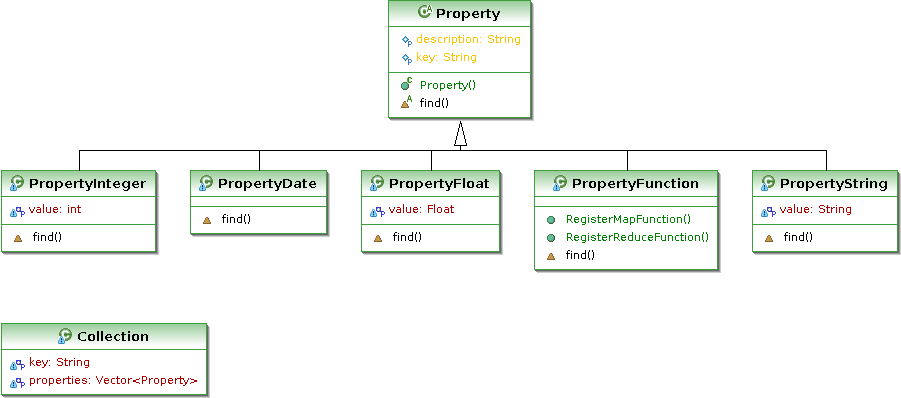 Property
description: String
key: String
Property()
find()
PropertyInteger
value: int
find()
PropertyDate
find()
PropertyFloat
value: Float
find()
PropertyFunction
RegisterMapFunction()
RegisterReduceFunction()
find()
PropertyString
value: String
find()
Collection
key: String
properties: Vector<Property>